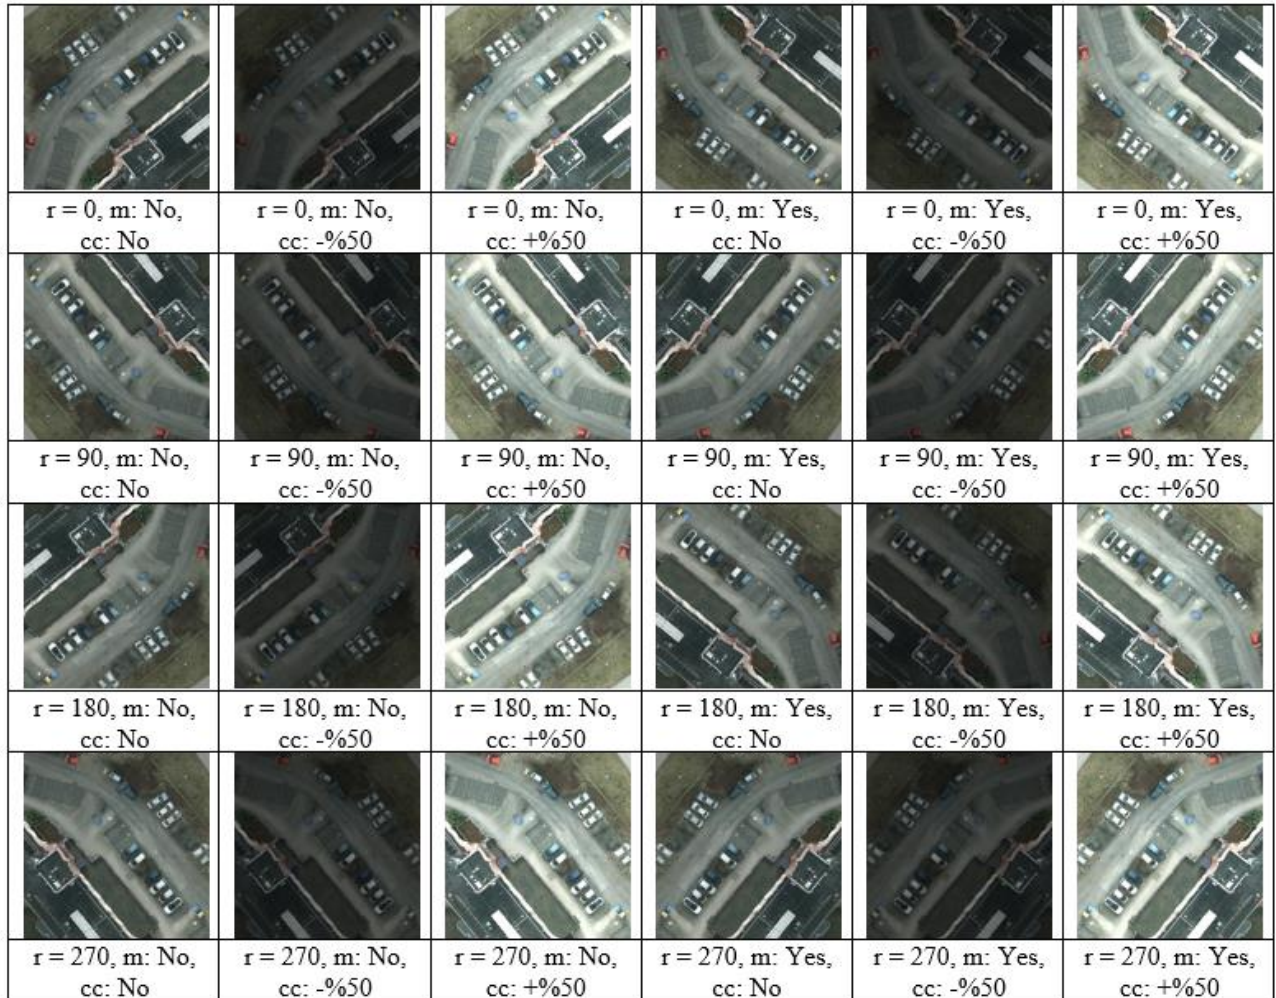 r = 0, m: No,
cc: No
r = 0, m: No,
cc: -%50
r = 0, m: No,
cc: +%50
r = 0, m: Yes,
cc: No
r = 0, m: Yes,
cc: -%50
r = 0, m: Yes,
cc: +%50
r = 90, m: No,
cc: No
r = 90, m: No,
cc: -%50
r = 90, m: No,
cc: +%50
r = 90, m: Yes,
cc: No
r = 90, m: Yes,
cc: -%50
r = 90, m: Yes,
cc: +%50
r = 180, m: No,
cc: No
r = 180, m: No,
cc: -%50
r = 180, m: No,
cc: +%50
r = 180, m: Yes,
cc: No
r = 180, m: Yes,
cc: -%50
r = 180, m: Yes,
cc: +%50
r = 270, m: No,
cc: No
r = 270, m: No,
cc: -%50
r = 270, m: No,
cc: +%50
r = 270, m: Yes,
cc: No
r = 270, m: Yes,
cc: -%50
r = 270, m: Yes,
cc: +%50